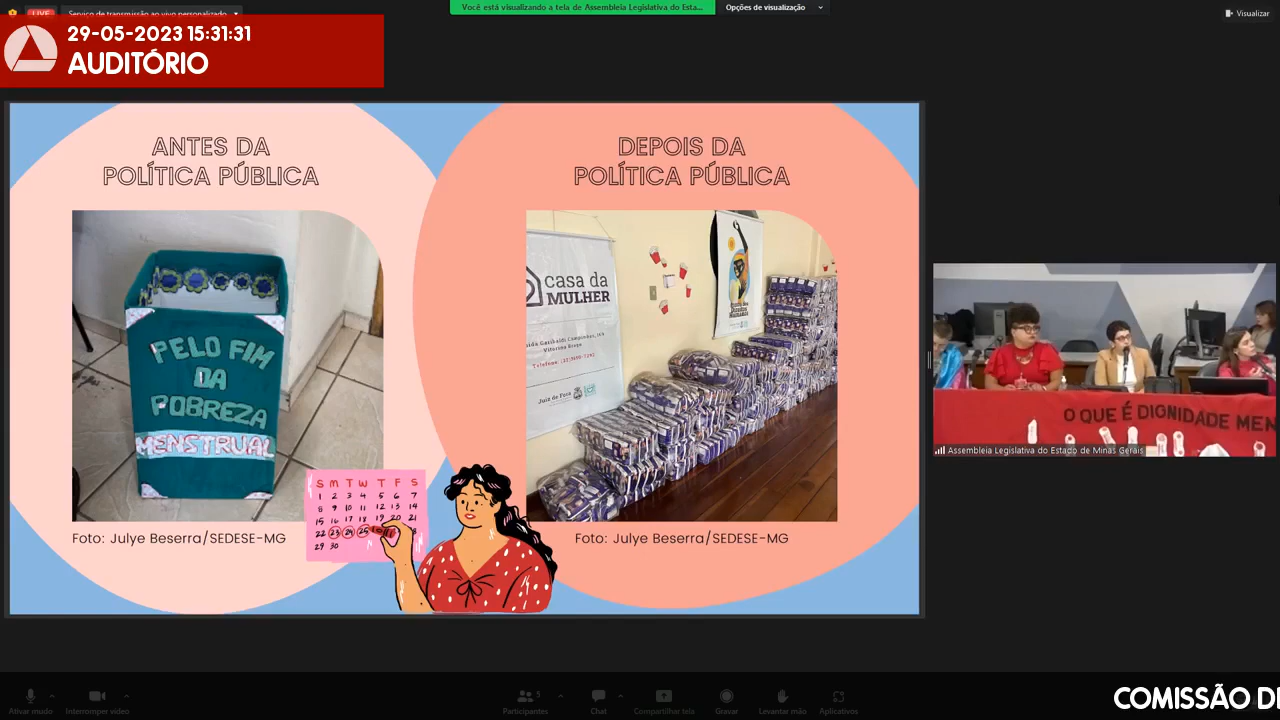 LIVE
Serviço de transmissão ao vivo personalizado
Você está visualizando a tela de Assembleia Legislativa do Esta...
Opções de visualização
Visualizar
29-05-2023 15:31:31
AUDITÓRIO
ANTES DA
POLÍTICA PÚBLICA
DEPOIS DA
POLÍTICA PÚBLICA
PELO FIM
DA
POBREZA
MENSTRUAL
casa da
MULHER
Juiz de Fora
S M T W T F S
1 2 3 4 5 6 7
8 9 10 11 12 13 14
15 16 17 18 19 20 21
22 23 24 25
29 30
Foto: Julye Beserra/SEDESE-MG
Foto: Julye Beserra/SEDESE-MG
O QUE É DIGNIDADE MEN
Assembleia Legislativa do Estado de Minas Gerais
Ativar mudo
Interromper vídeo
Participantes
5
Chat
Compartilhar tela
Gravar
Levantar mão
Aplicativos
COMISSÃO D